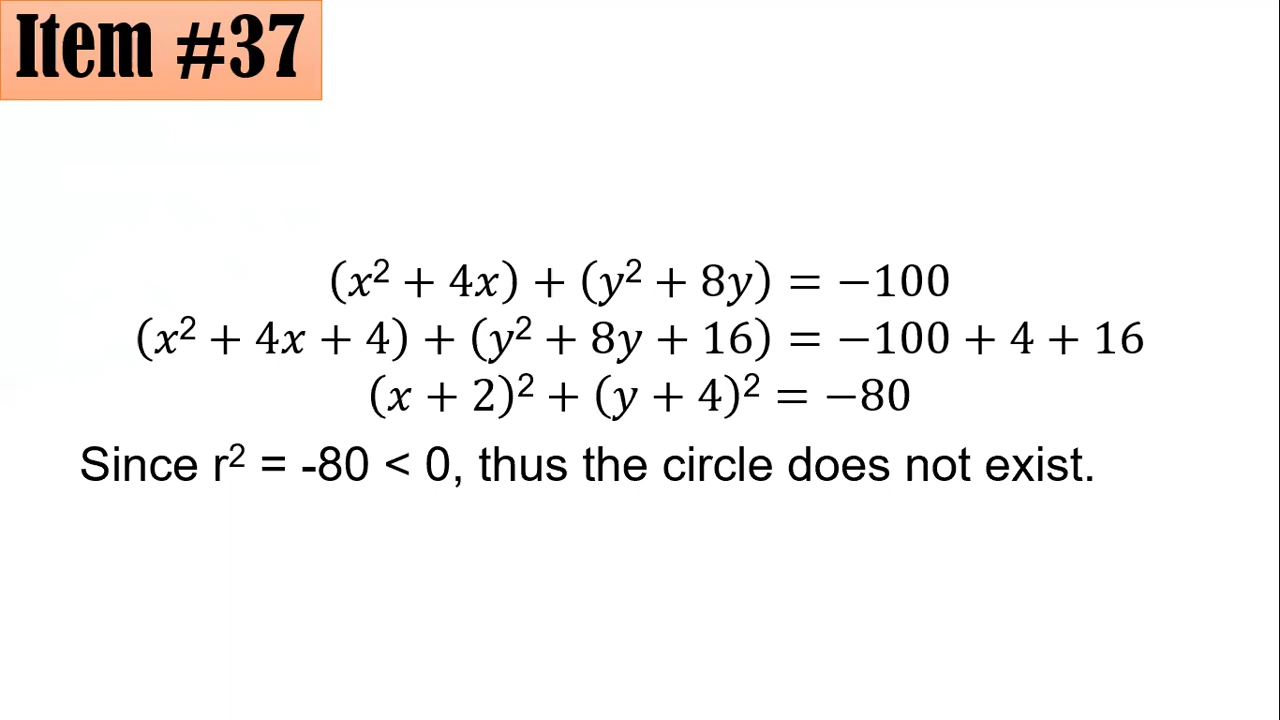 Item #37
(x² + 4x) + (y² + 8y) = −100
(x² + 4x + 4) + (y² + 8y + 16) = −100 + 4 + 16
(x + 2)² + (y + 4)² = −80
Since r² = -80 < 0, thus the circle does not exist.